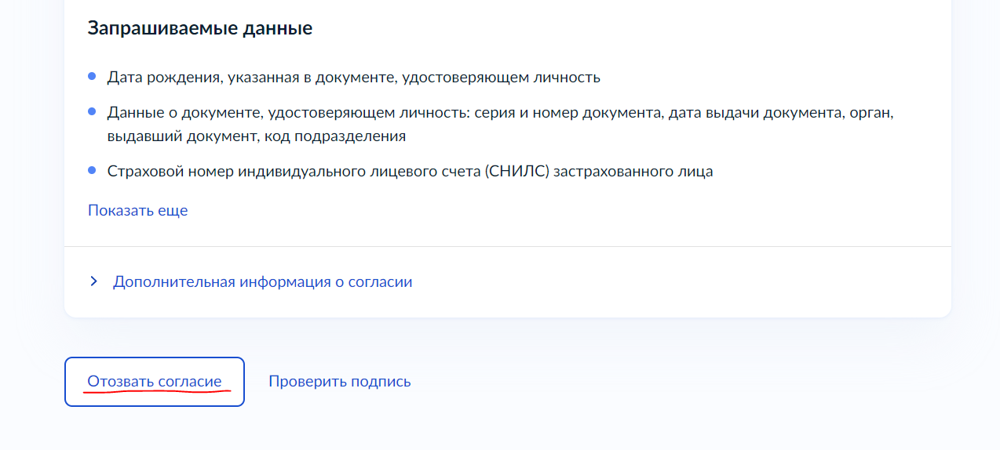 Запрашиваемые данные
Дата рождения, указанная в документе, удостоверяющем личность
Данные о документе, удостоверяющем личность: серия и номер документа, дата выдачи документа, орган,
выдавший документ, код подразделения
Страховой номер индивидуального лицевого счета (СНИЛС) застрахованного лица
Показать еще
Дополнительная информация о согласии
Отозвать согласие Проверить подпись